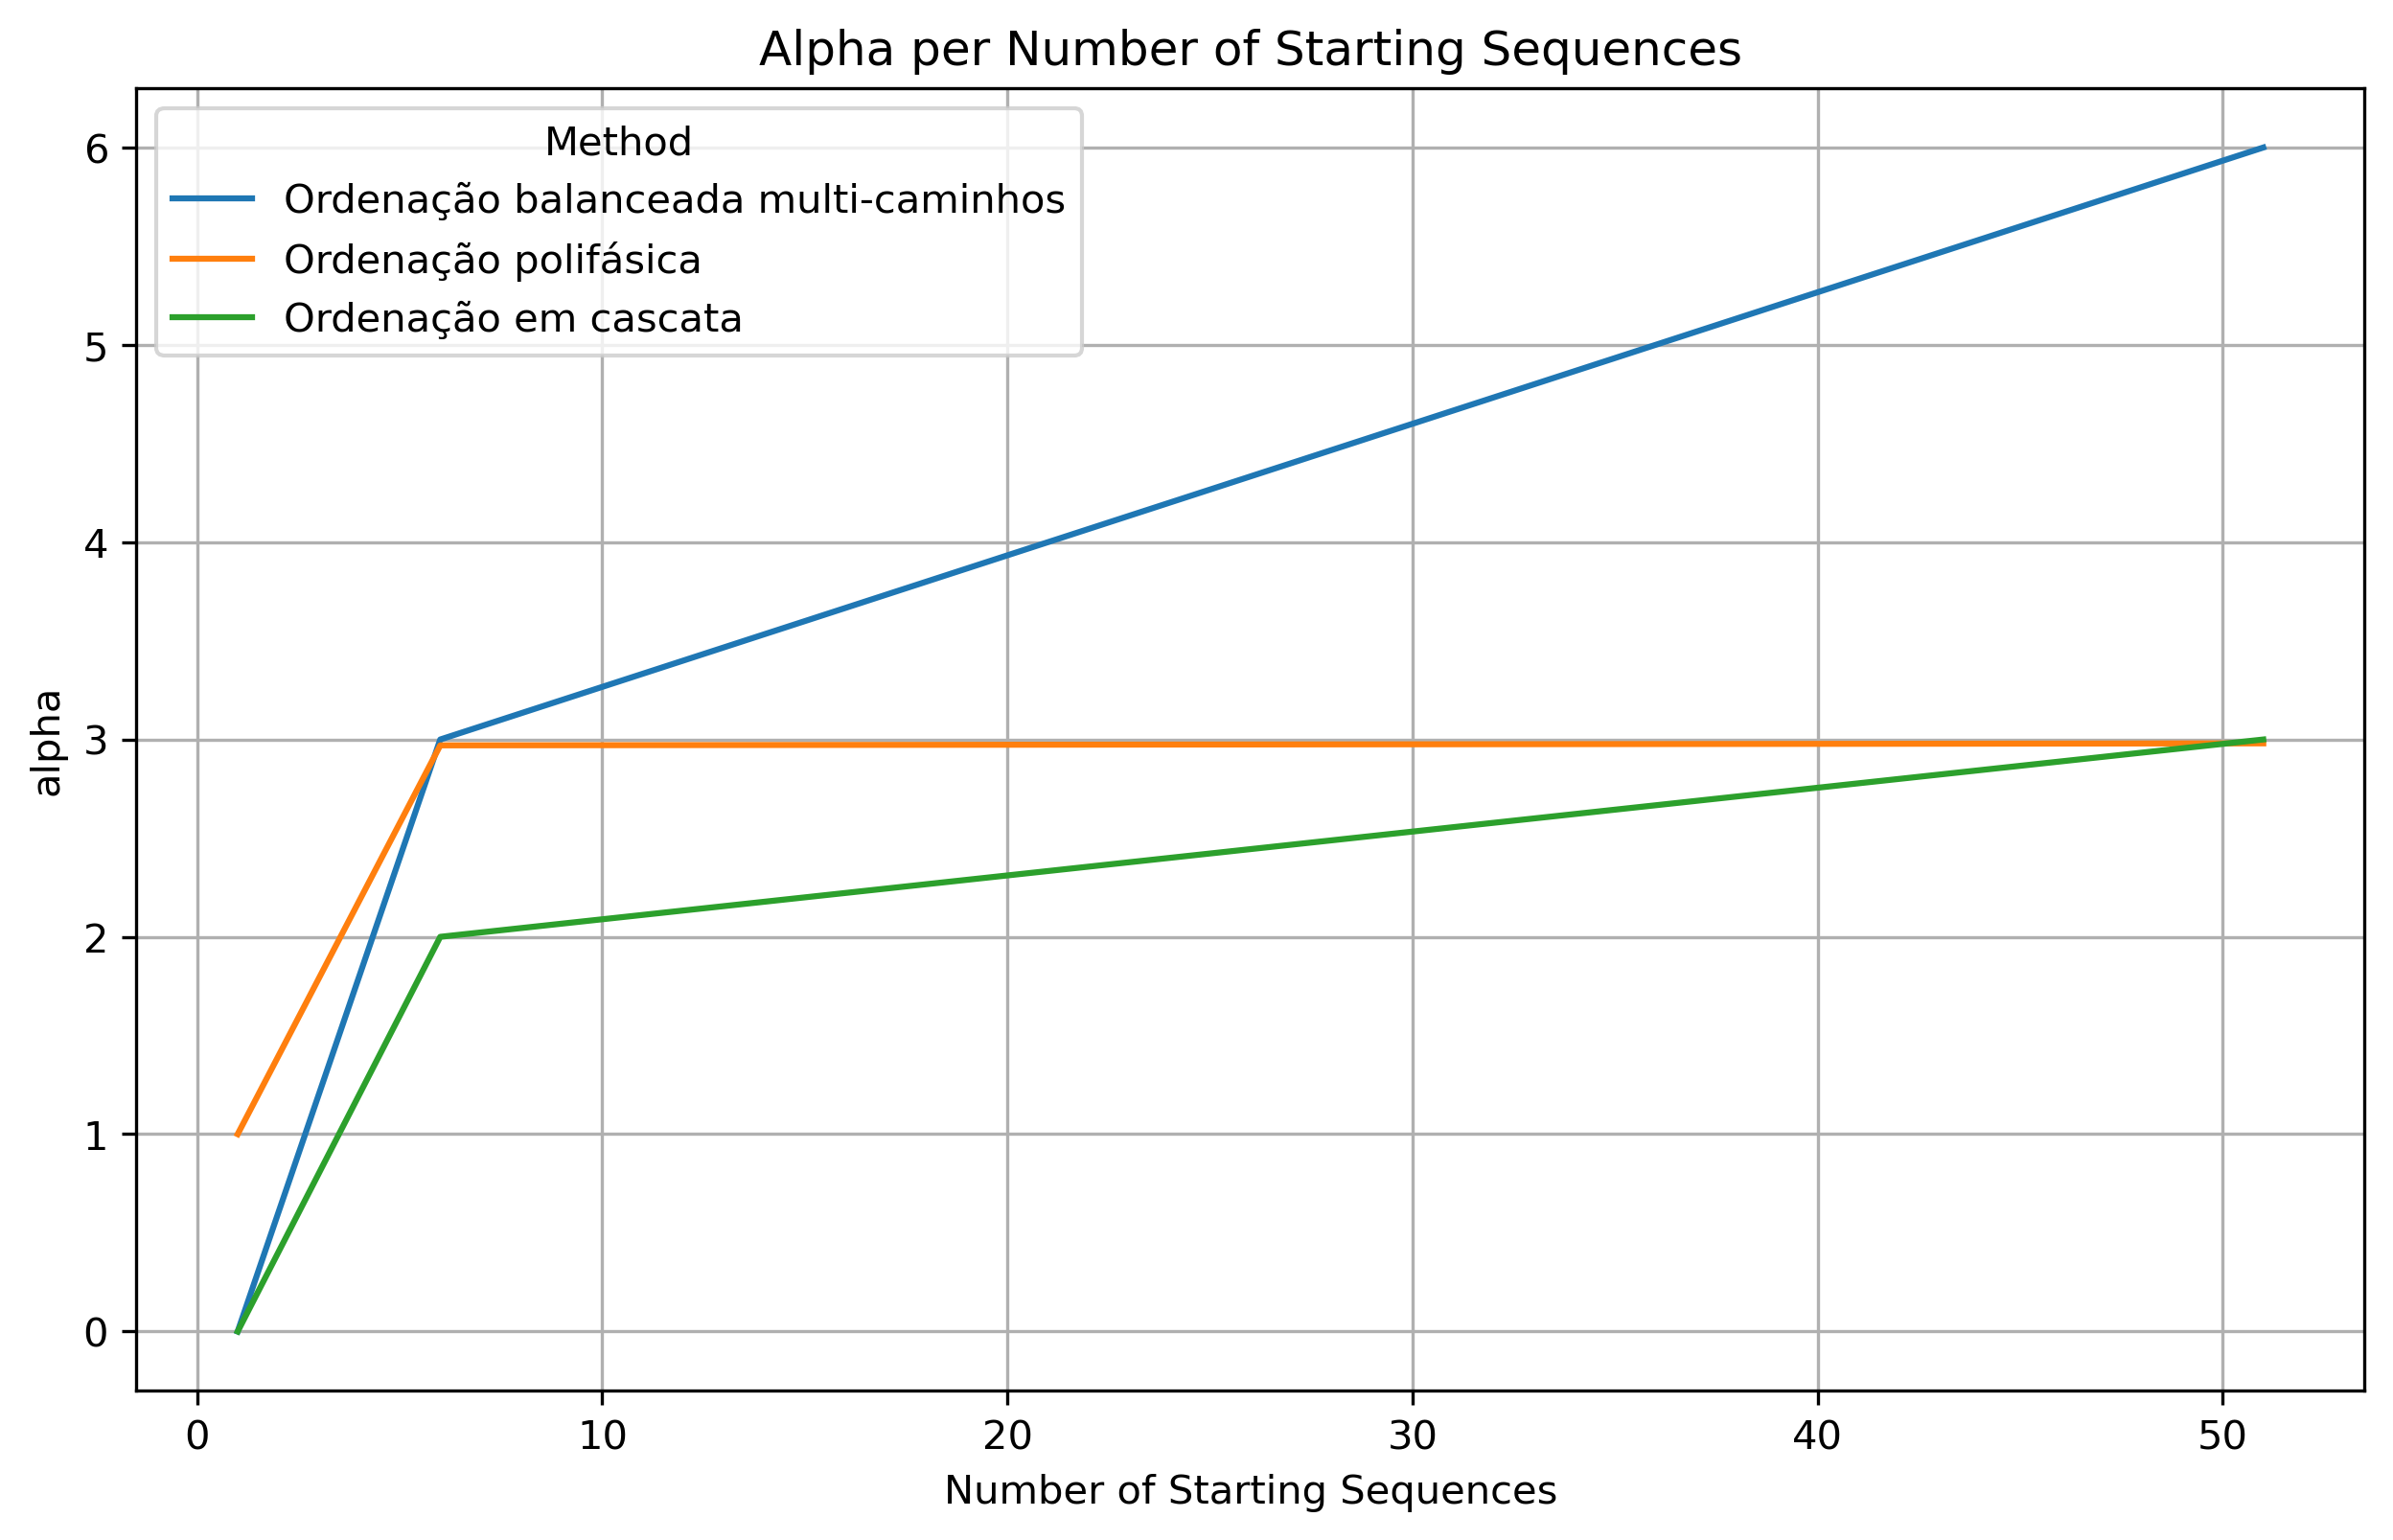 Alpha per Number of Starting Sequences
Method
Ordenação balanceada multi-caminhos
Ordenação polifásica
Ordenação em cascata
6
5
4
3
2
1
0
alpha
0 10 20 30 40 50
Number of Starting Sequences